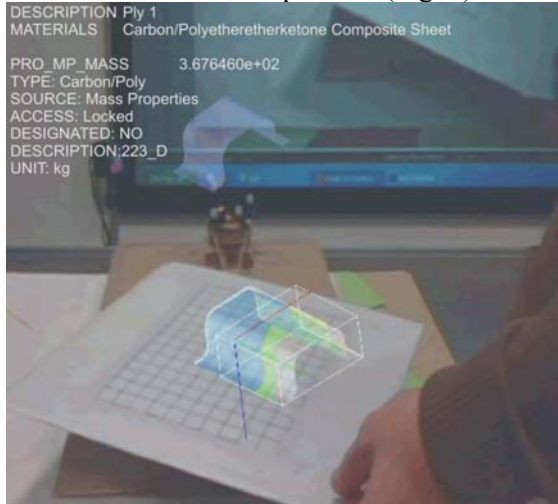 DESCRIPTION Ply 1
MATERIALS Carbon/Polyetheretherketone Composite Sheet
PRO_MP_MASS 3.676460e+02
TYPE: Carbon/Poly
SOURCE: Mass Properties
ACCESS: Locked
DESIGNATED: NO
DESCRIPTION:223_D
UNIT: kg